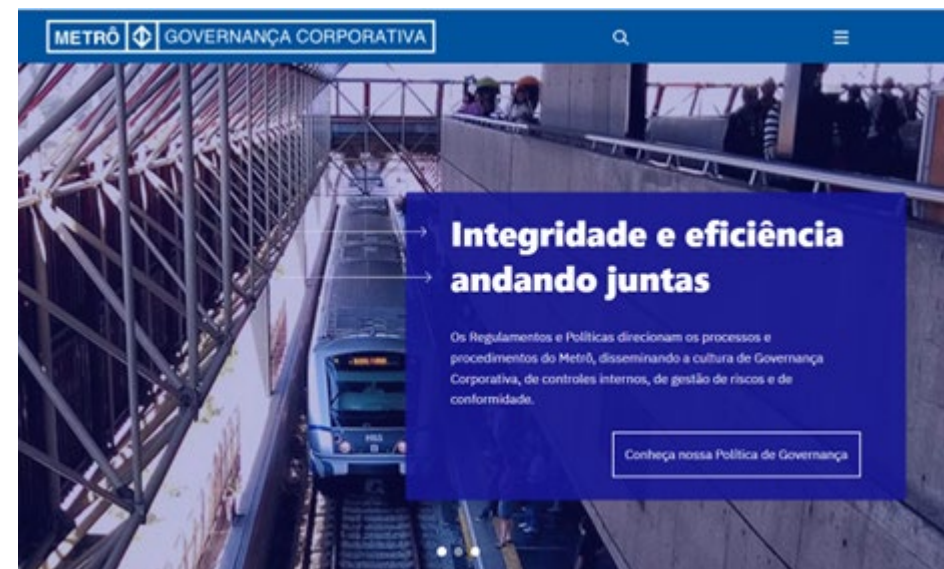 METRÔ GOVERNANÇA CORPORATIVA
Integridade e eficiência
andando juntas
Os Regulamentos e Políticas direcionam os processos e
procedimentos do Metrô, disseminando a cultura de Governança
Corporativa, de controles internos, de gestão de riscos e de
conformidade.
Conheça nossa Política de Governança